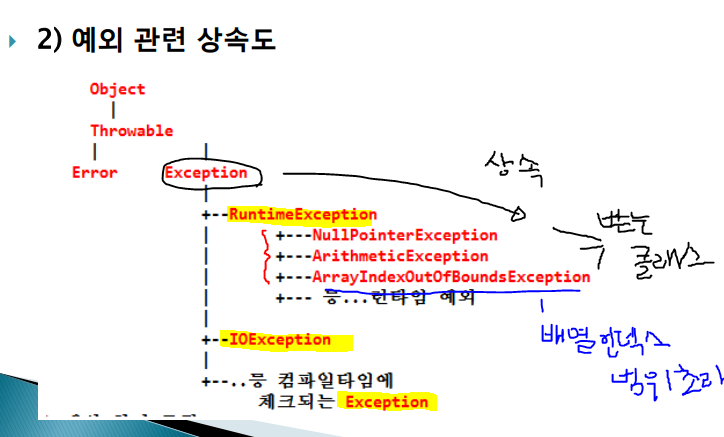 2) 예외 관련 상속도
Object
|
Throwable
| |
Error Exception
|
+--RuntimeException
| +---NullPointerException
| +---ArithmeticException
| +---ArrayIndexOutOfBoundsException
| +--- 등...런타임 예외
|
+--IOException
|
+--..등 컴파일타임에
체크되는 Exception
상속
받는
클래스
배열인덱스
범위초과